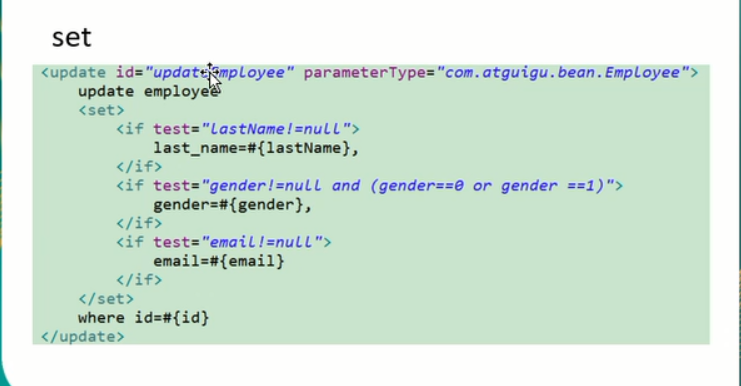 set
<update id="updateEmployee" parameterType="com.atguigu.bean.Employee">
update employee
<set>
<if test="lastName!=null">
last_name=#{lastName},
</if>
<if test="gender!=null and (gender==0 or gender ==1)">
gender=#{gender},
</if>
<if test="email!=null">
email=#{email}
</if>
</set>
where id=#{id}
</update>